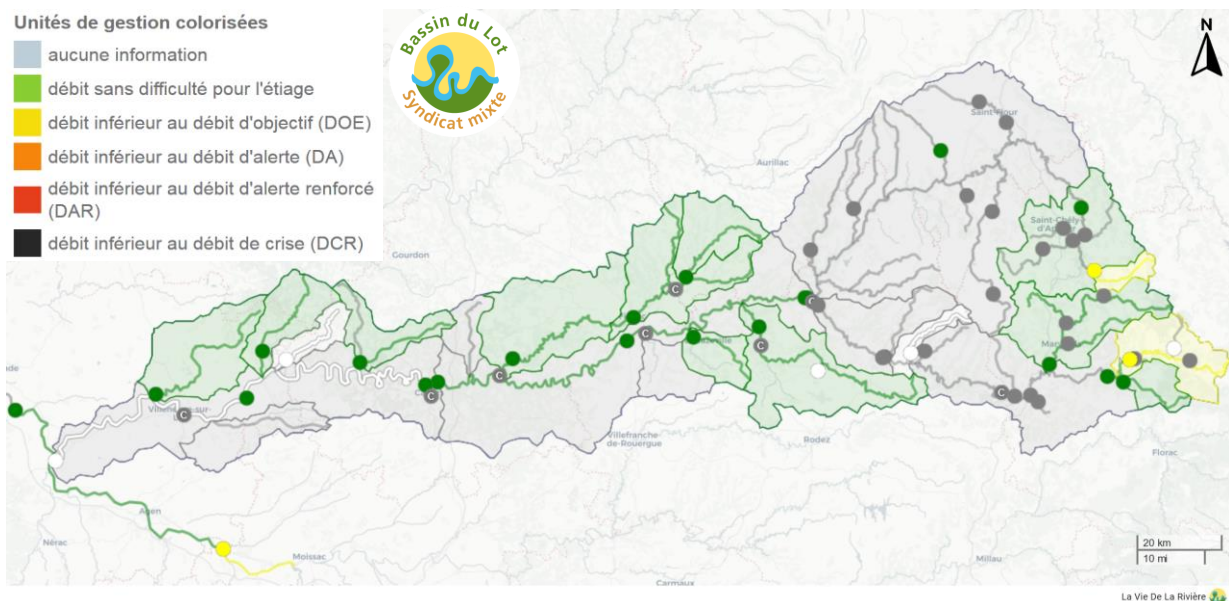 Unités de gestion colorisées
aucune information
débit sans difficulté pour l'étiage
débit inférieur au débit d'objectif (DOE)
débit inférieur au débit d'alerte (DA)
débit inférieur au débit d'alerte renforcé
(DAR)
débit inférieur au débit de crise (DCR)
Bassin du Lot
Syndicat mixte
N
Saint-Flour
Aurillac
Saint-Chély
d'Apcher
Gourdon
C
C
C
C
C
C
C
C
Villefranche-
de-Rouergue
Rodez
Florac
Agen
Nérac
Moissac
Millau
Carmaux
20 km
10 mi
La Vie De La Rivière